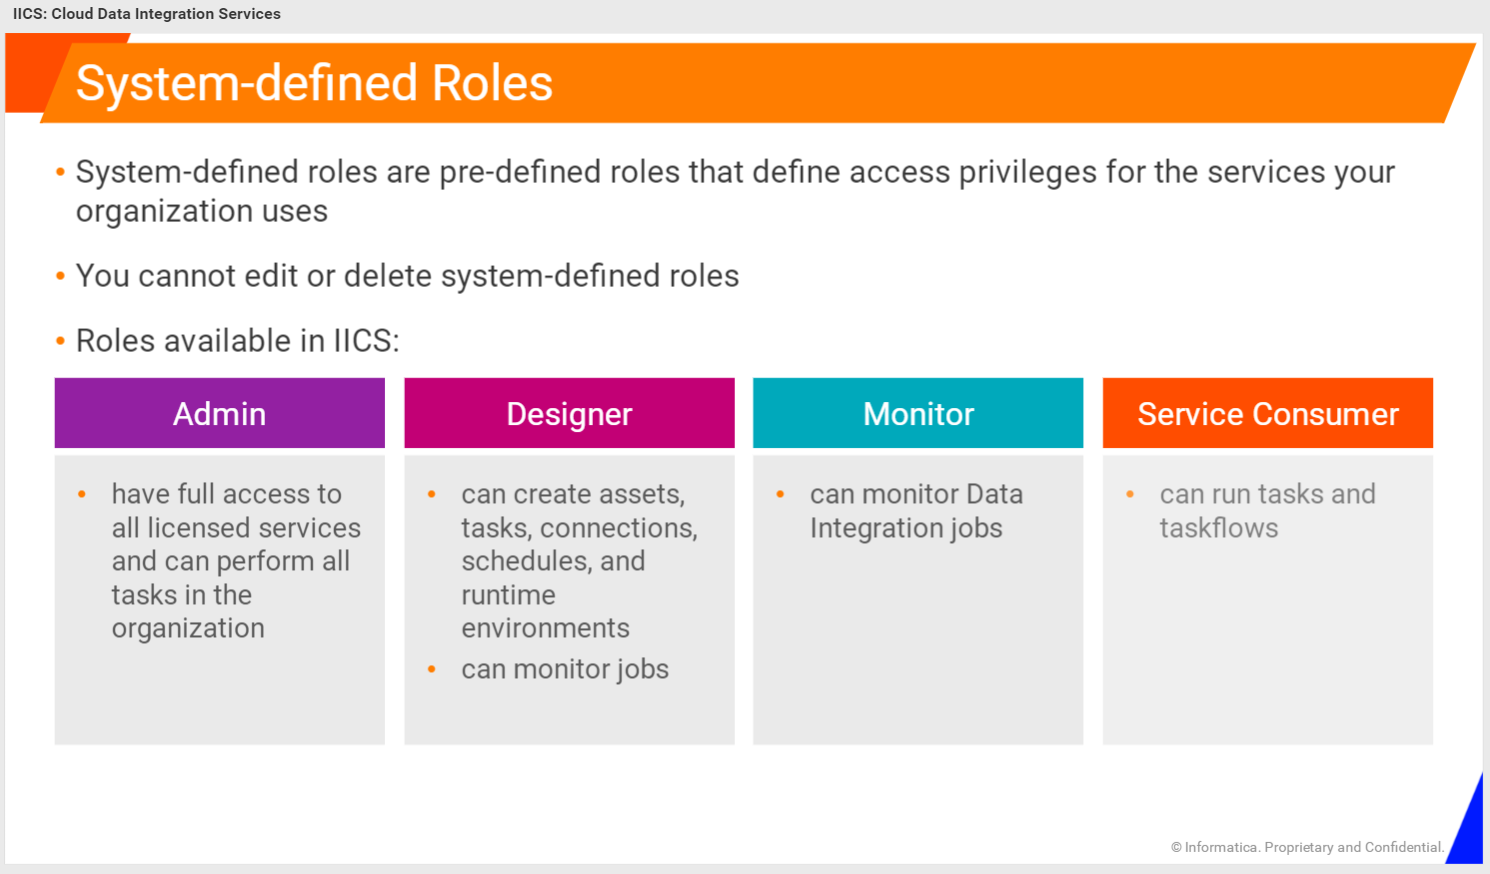 IICS: Cloud Data Integration Services
System-defined Roles
• System-defined roles are pre-defined roles that define access privileges for the services your
organization uses
• You cannot edit or delete system-defined roles
• Roles available in IICS:
Admin
• have full access to
all licensed services
and can perform all
tasks in the
organization
Designer
• can create assets,
tasks, connections,
schedules, and
runtime
environments
• can monitor jobs
Monitor
• can monitor Data
Integration jobs
Service Consumer
• can run tasks and
taskflows
© Informatica. Proprietary and Confidential.